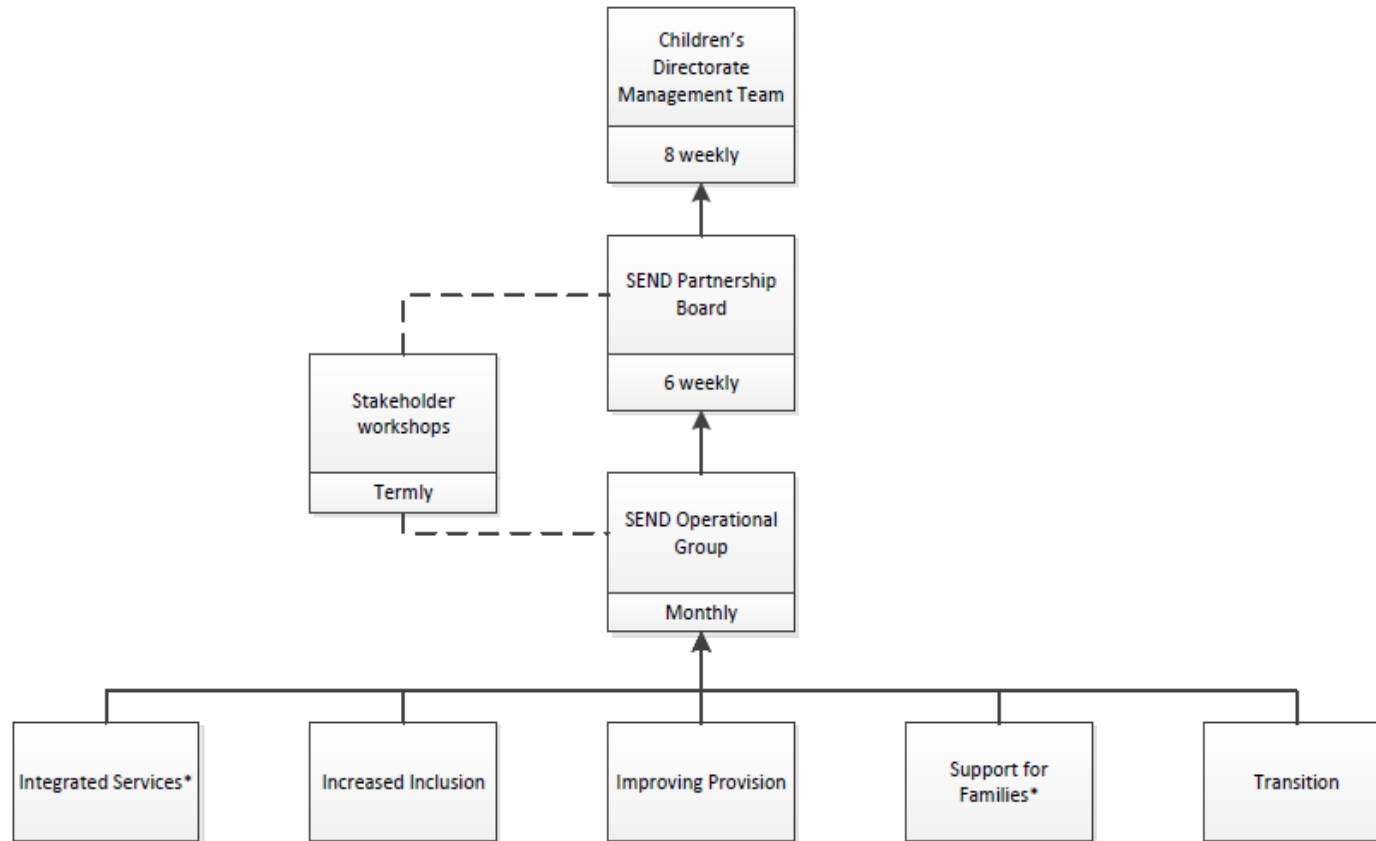 Children's
Directorate
Management Team
8 weekly
SEND Partnership
Board
6 weekly
Stakeholder
workshops
Termly
SEND Operational
Group
Monthly
Integrated Services*
Increased Inclusion
Improving Provision
Support for
Families*
Transition